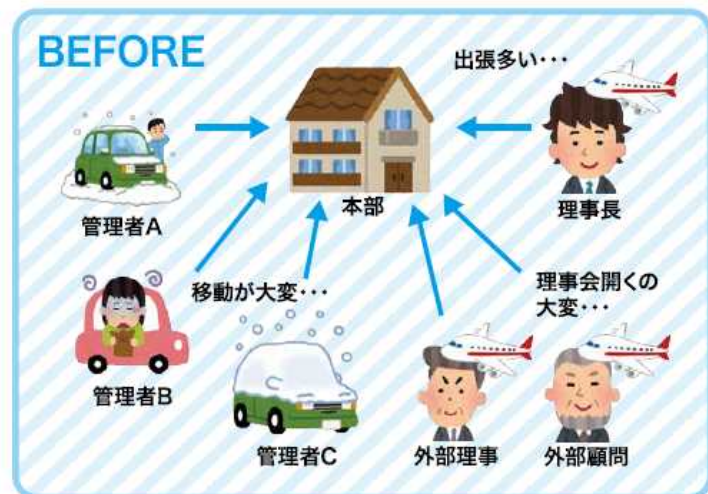 BEFORE
出張多い・・・
管理者A
本部
理事長
移動が大変・・・
理事会開くの
大変・・・
管理者B
管理者C
外部理事
外部顧問